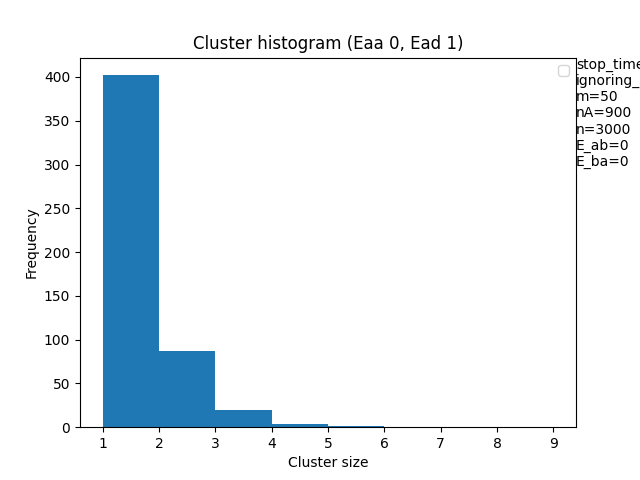 Cluster histogram (Eaa 0, Ead 1)
stop_time
ignoring_
m=50
nA=900
n=3000
E_ab=0
E_ba=0
400
350
300
250
200
150
100
50
0
Frequency
1 2 3 4 5 6 7 8 9
Cluster size